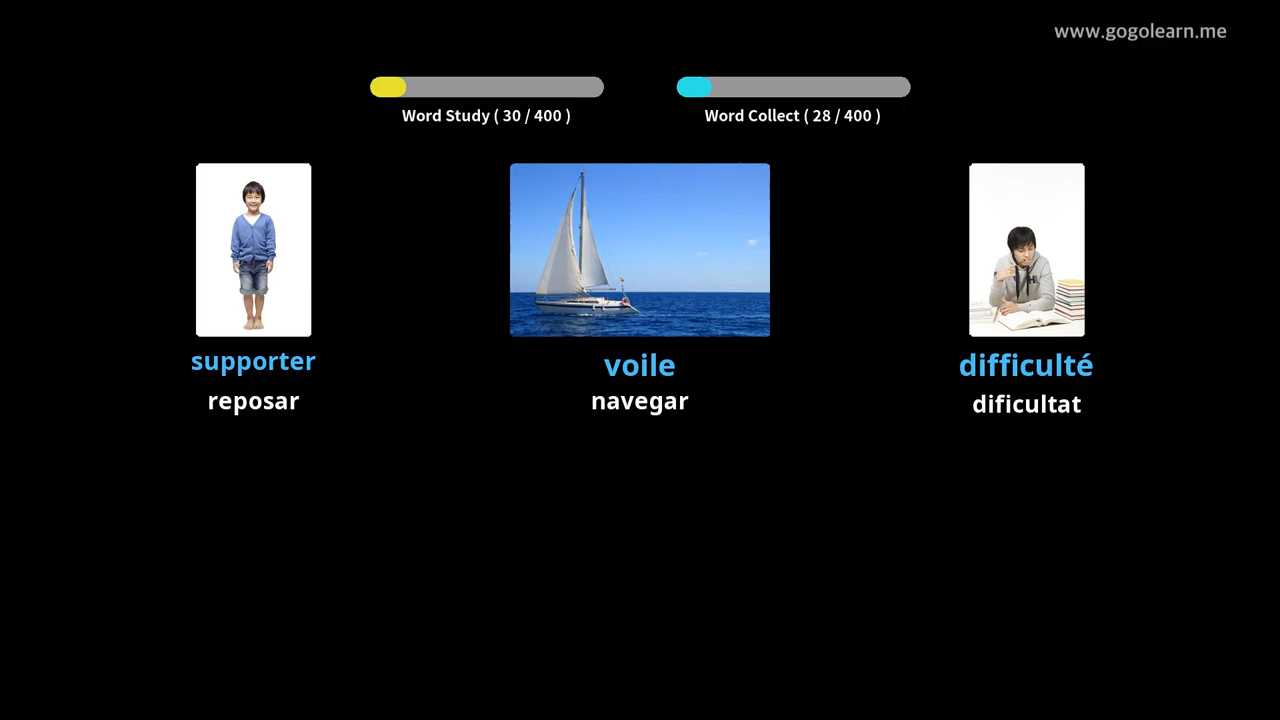 www.gogolearn.me
Word Study ( 30 / 400 )
Word Collect ( 28 / 400 )
supporter
reposar
voile
navegar
difficulté
dificultat